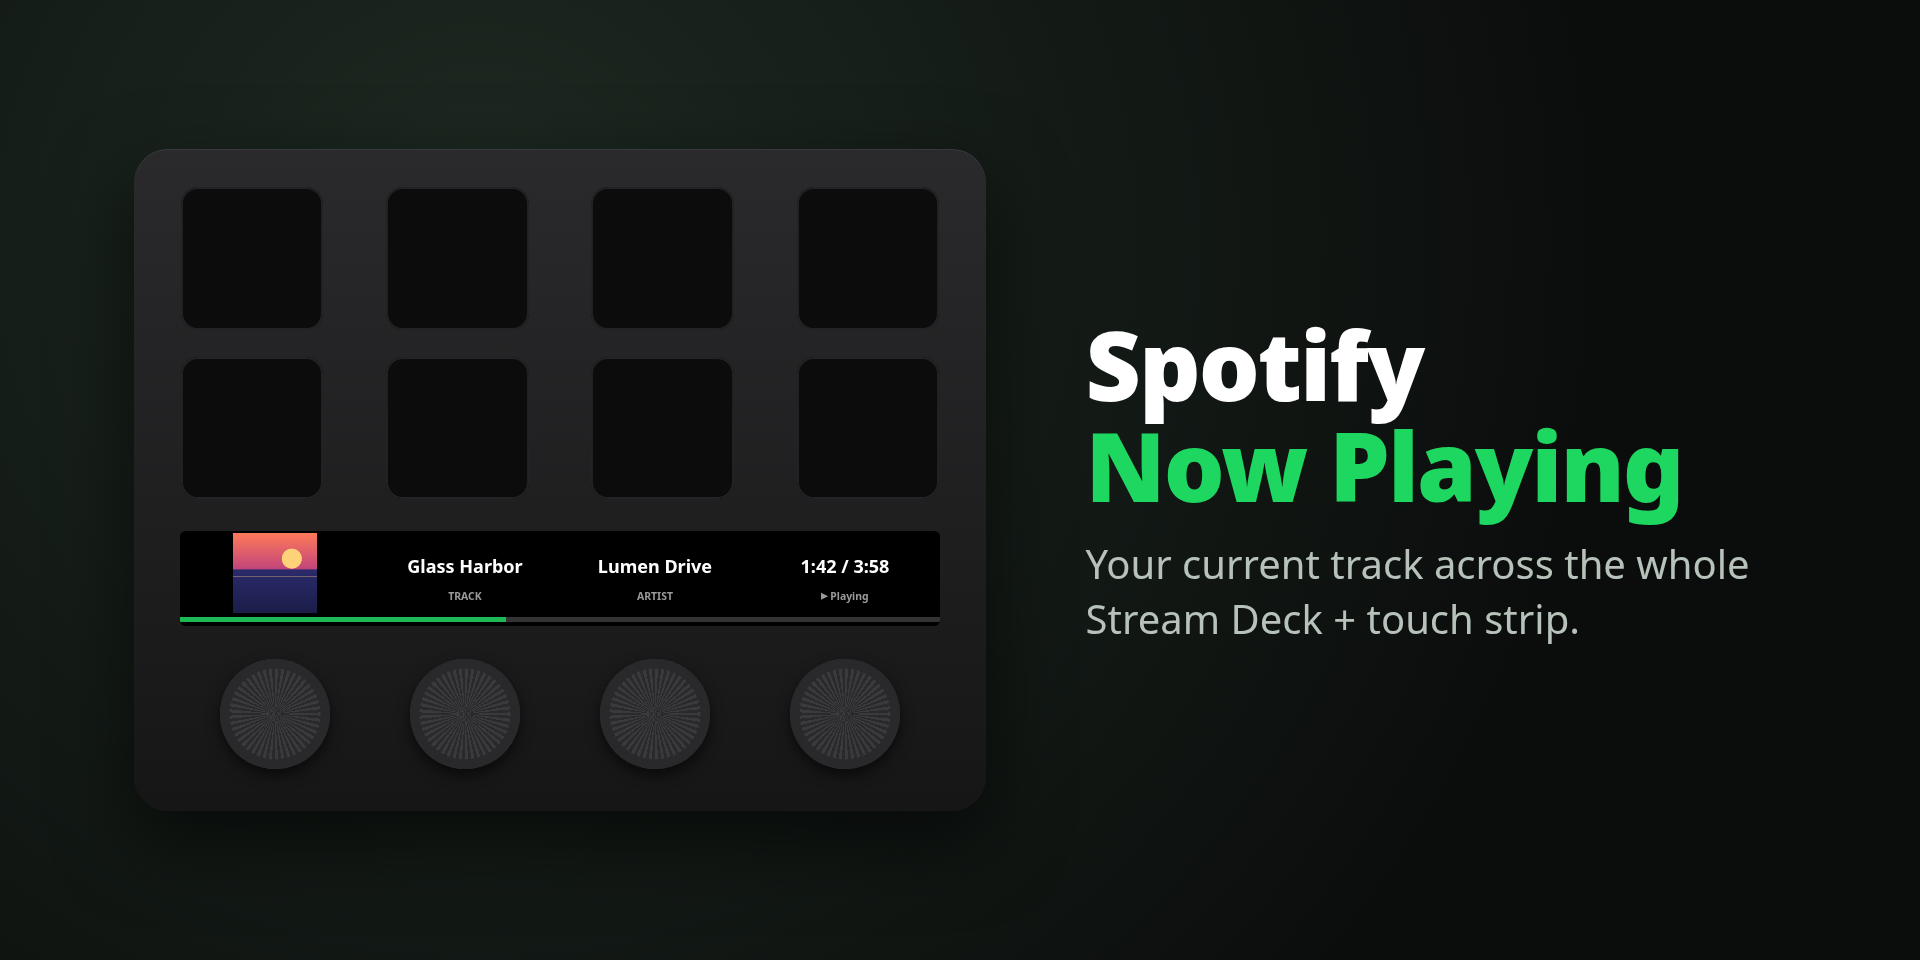 Glass Harbor
TRACK
Lumen Drive
ARTIST
1:42 / 3:58
▶ Playing
Spotify
Now Playing
Your current track across the whole
Stream Deck + touch strip.